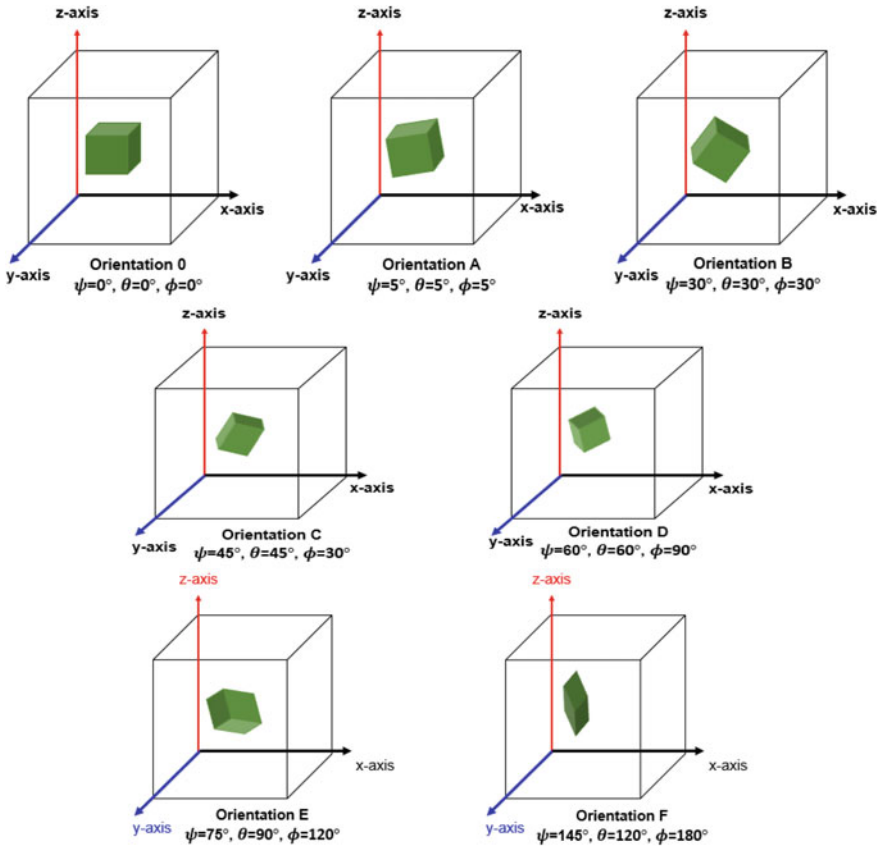 z-axis
x-axis
y-axis
Orientation 0
ψ=0°, θ=0°, ϕ=0°
z-axis
x-axis
y-axis
Orientation A
ψ=5°, θ=5°, ϕ=5°
z-axis
x-axis
y-axis
Orientation B
ψ=30°, θ=30°, ϕ=30°
z-axis
x-axis
y-axis
Orientation C
ψ=45°, θ=45°, ϕ=30°
z-axis
x-axis
y-axis
Orientation D
ψ=60°, θ=60°, ϕ=90°
z-axis
x-axis
y-axis
Orientation E
ψ=75°, θ=90°, ϕ=120°
z-axis
x-axis
y-axis
Orientation F
ψ=145°, θ=120°, ϕ=180°